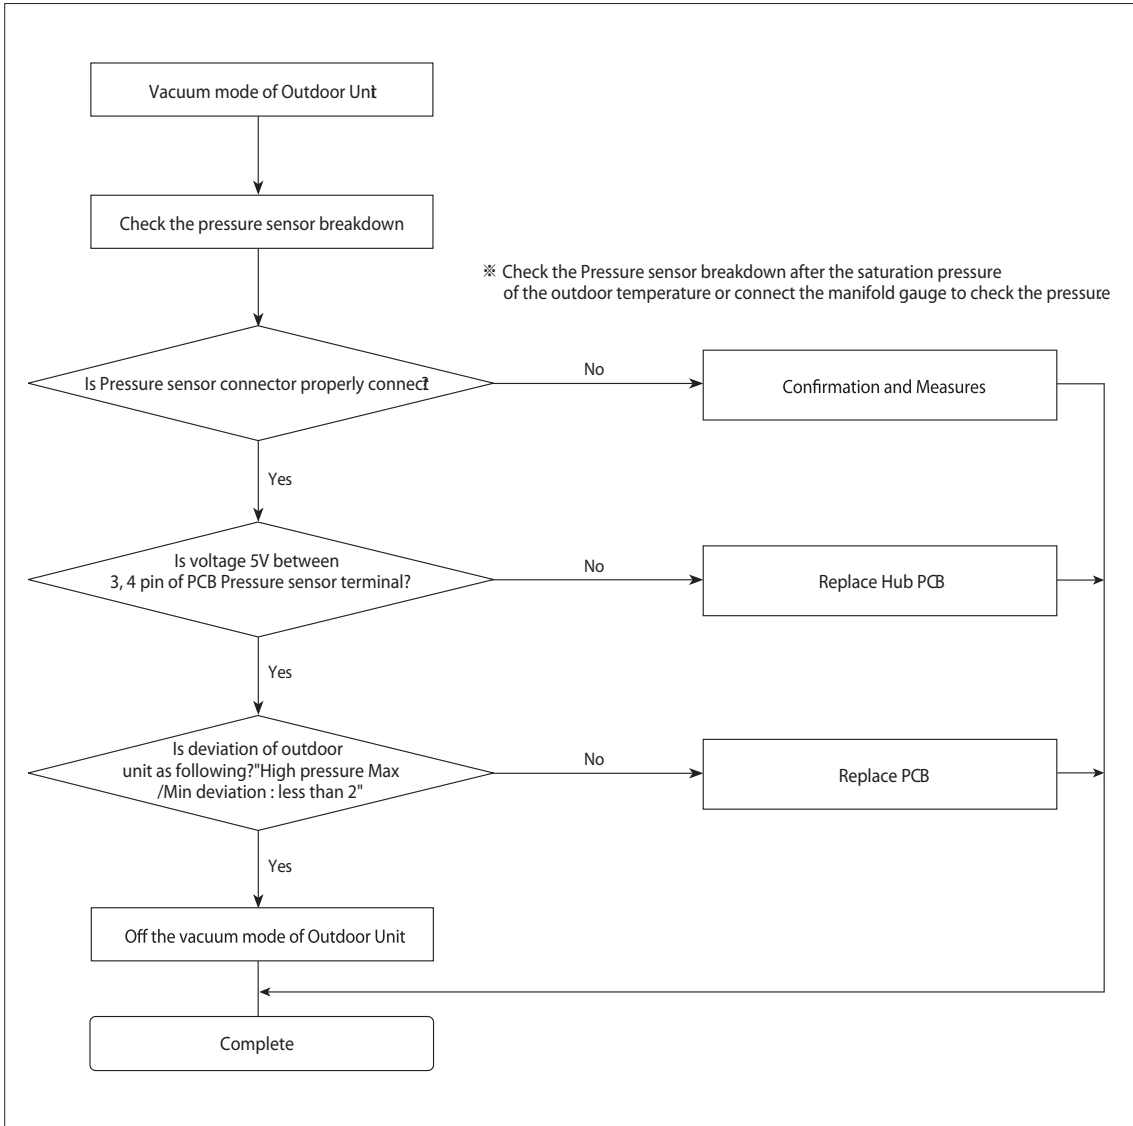 Vacuum mode of Outdoor Unit
Check the pressure sensor breakdown
※ Check the Pressure sensor breakdown after the saturation pressure
of the outdoor temperature or connect the manifold gauge to check the pressure
Is Pressure sensor connector properly connect?
No
Confirmation and Measures
Yes
Is voltage 5V between
3, 4 pin of PCB Pressure sensor terminal?
No
Replace Hub PCB
Yes
Is deviation of outdoor
unit as following?"High pressure Max
/Min deviation : less than 2"
No
Replace PCB
Yes
Off the vacuum mode of Outdoor Unit
Complete